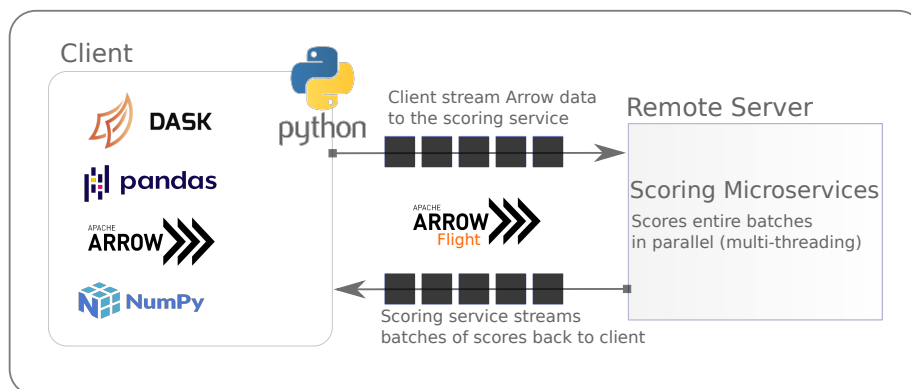 Client
DASK
pandas
APACHE
ARROW
NumPy
python
Client stream Arrow data
to the scoring service
APACHE
ARROW
Flight
Scoring service streams
batches of scores back to client
Remote Server
Scoring Microservices
Scores entire batches
in parallel (multi-threading)